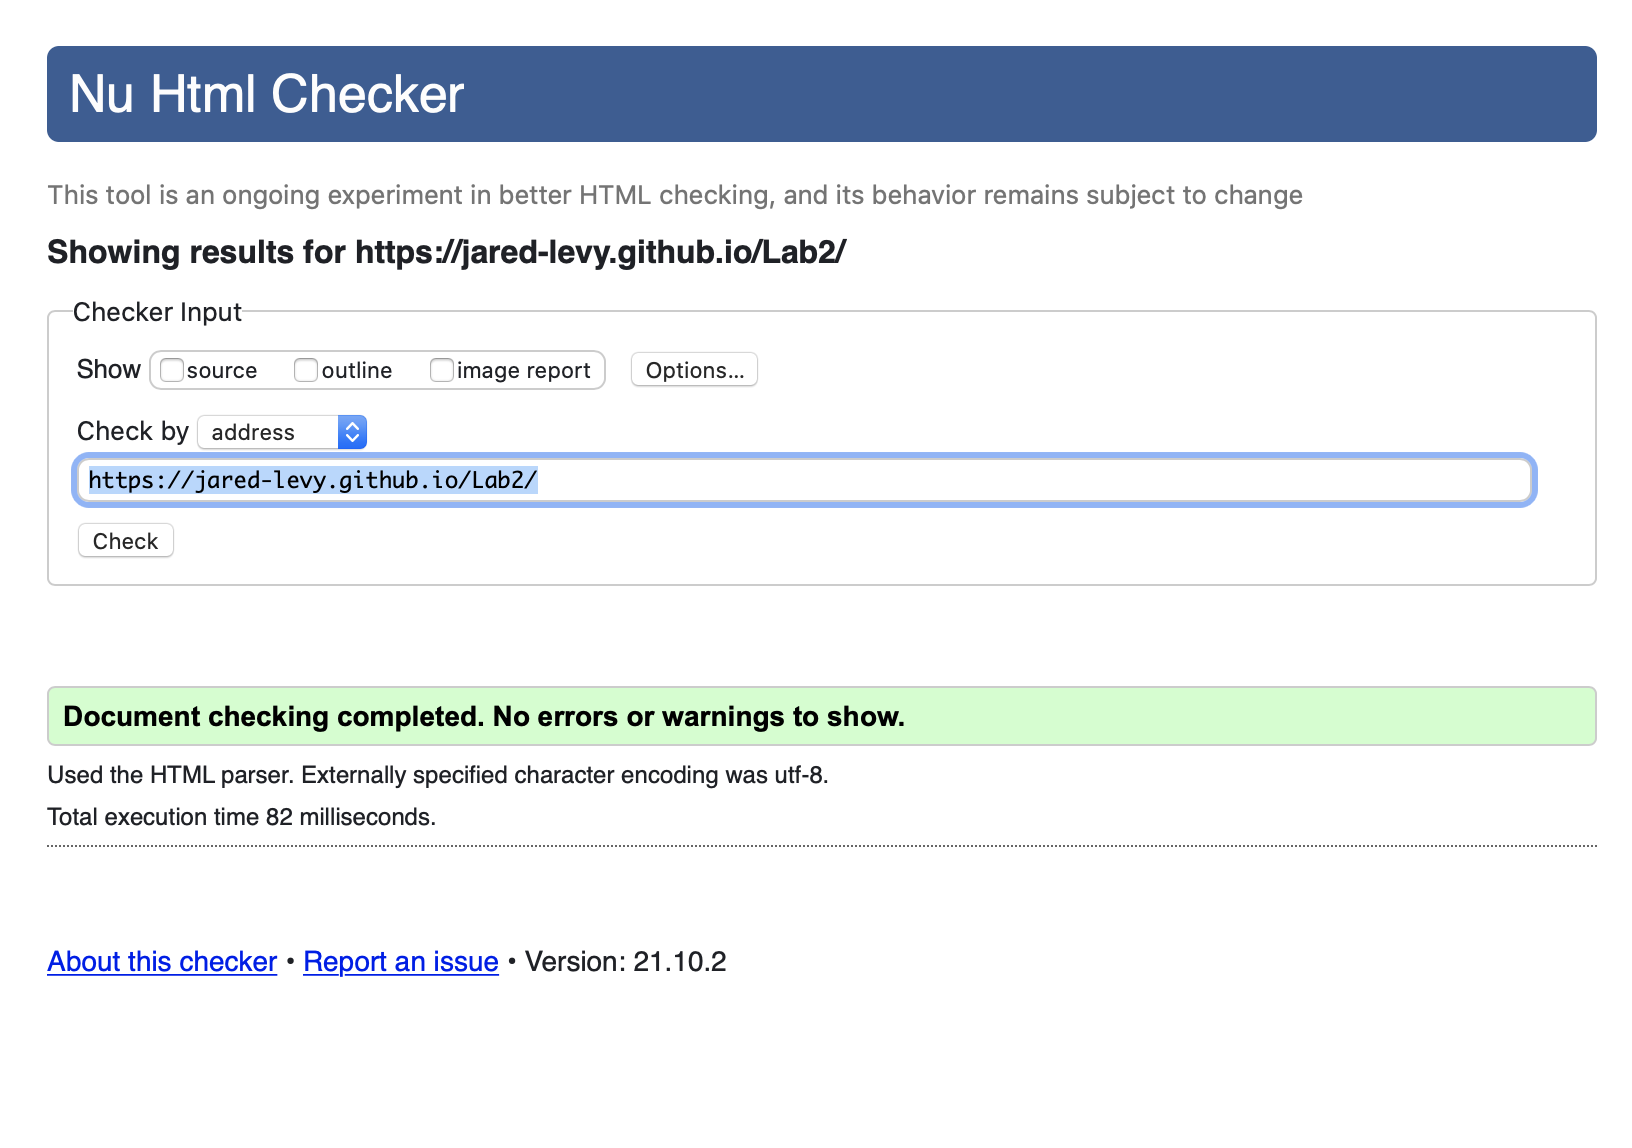 Nu Html Checker
This tool is an ongoing experiment in better HTML checking, and its behavior remains subject to change
Showing results for https://jared-levy.github.io/Lab2/
Checker Input
Show source outline image report Options...
Check by address
https://jared-levy.github.io/Lab2/
Check
Document checking completed. No errors or warnings to show.
Used the HTML parser. Externally specified character encoding was utf-8.
Total execution time 82 milliseconds.
About this checker • Report an issue • Version: 21.10.2